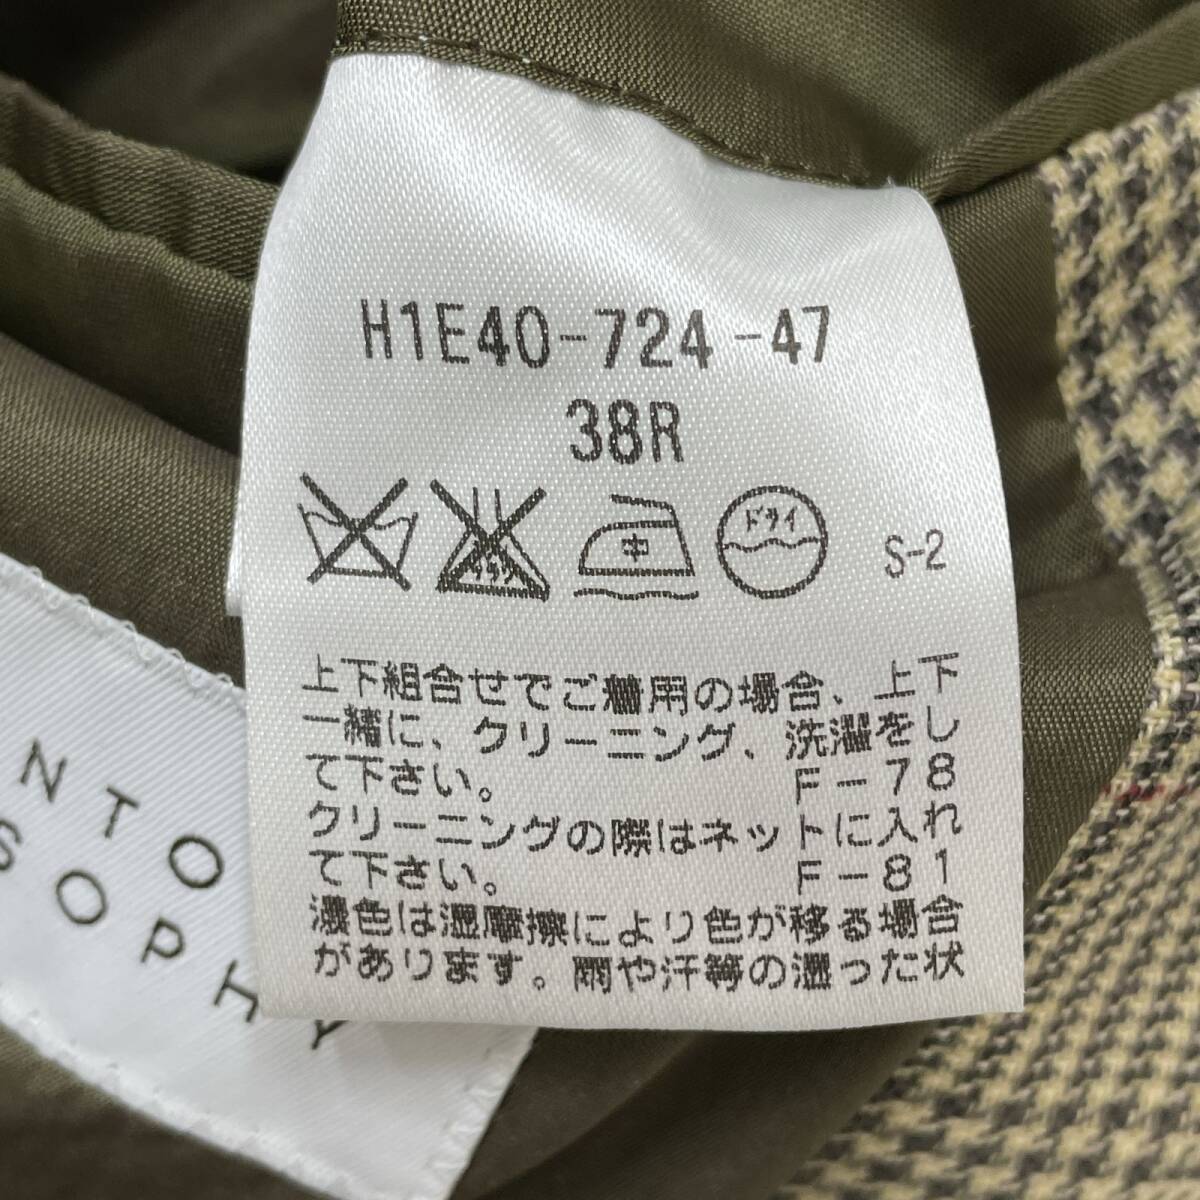 H1E40-724-47
38R
ドライ
中
S-2
上下組合せでご着用の場合、上下
一緒に、クリーニング、洗濯をし
て下さい。 F-78
クリーニングの際はネットに入れ
て下さい。 F-81
濃色は湿摩擦により色が移る場合
があります。雨や汗等の湿った状
NTO
SOPHY